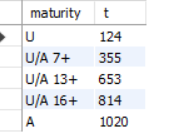 maturity t
U 124
U/A 7+ 355
U/A 13+ 653
U/A 16+ 814
A 1020